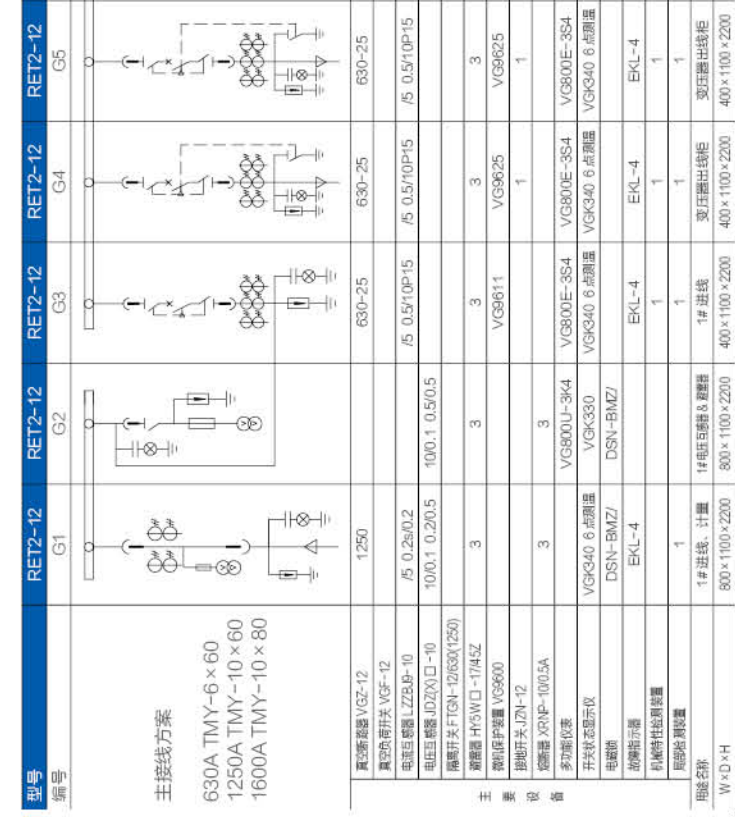 型号 RET2-12 RET2-12 RET2-12 RET2-12 RET2-12
编号 G1 G2 G3 G4 G5
主接线方案
630A TMY-6×60
1250A TMY-10×60
1600A TMY-10×80
主要设备
真空断路器 VGZ-12 1250 630-25 630-25 630-25
真空负荷开关 VGF-12
电流互感器 LZZBJ9-10 /5 0.2s/0.2 /5 0.5/10P15 /5 0.5/10P15 /5 0.5/10P15
电压互感器 JDZ(X)□-10 10/0.1 0.2/0.5 10/0.1 0.5/0.5
隔离开关 FTGN-12/630(1250)
避雷器 HY5W□-17/45Z 3 3 3 3 3
微机保护装置 VG9600 VG9611 VG9625 VG9625
接地开关 JZN-12 1 1
熔断器 XRNP-10/0.5A 3 3
多功能仪表 VG800U-3K4 VG800E-3S4 VG800E-3S4 VG800E-3S4
开关状态显示仪 VGK340 6点测温 VGK330 VGK340 6点测温 VGK340 6点测温 VGK340 6点测温
电磁锁 DSN-BMZ/ DSN-BMZ/
故障指示器 EKL-4 EKL-4 EKL-4 EKL-4
机械特性检测装置 1 1 1
局部检测装置 1 1 1 1
用途名称 1#进线、计量 1#电压互感器&避雷器 1#进线 变压器出线柜 变压器出线柜
W×D×H 800×1100×2200 800×1100×2200 400×1100×2200 400×1100×2200 400×1100×2200